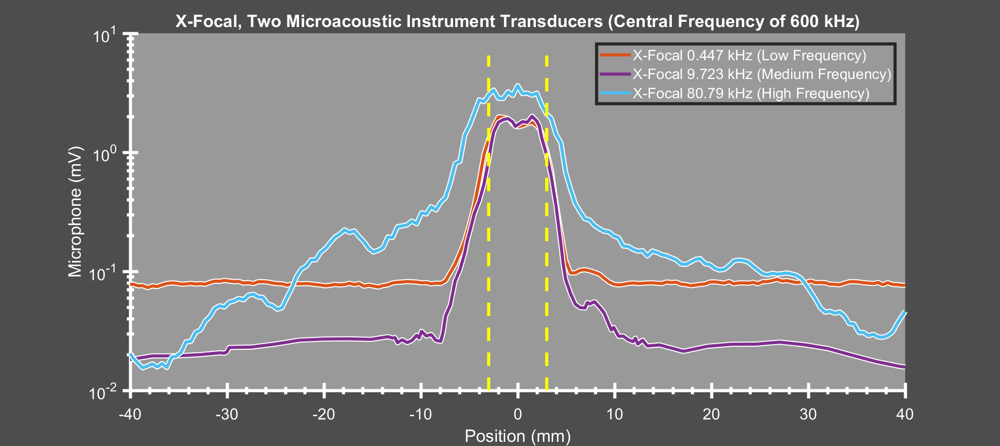 X-Focal, Two Microacoustic Instrument Transducers (Central Frequency of 600 kHz)
10^1
X-Focal 0.447 kHz (Low Frequency)
X-Focal 9.723 kHz (Medium Frequency)
X-Focal 80.79 kHz (High Frequency)
10^0
Microphone (mV)
10^-1
10^-2
-40 -30 -20 -10 0 10 20 30 40
Position (mm)